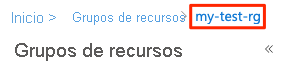 Inicio > Grupos de recursos > my-test-rg
Grupos de recursos «